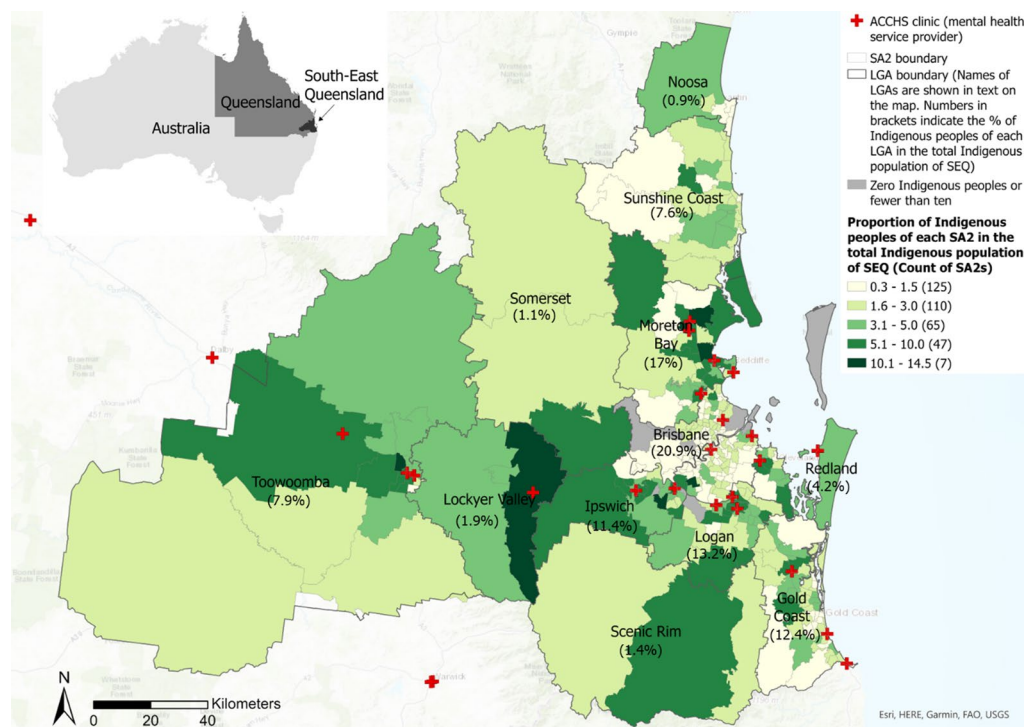 South-East
Queensland
Queensland
Australia
ACCHS clinic (mental health
service provider)
SA2 boundary
LGA boundary (Names of
LGAs are shown in text on
the map. Numbers in
brackets indicate the % of
Indigenous peoples of each
LGA in the total Indigenous
population of SEQ)
Zero Indigenous peoples or
fewer than ten
Proportion of Indigenous
peoples of each SA2 in the
total Indigenous population
of SEQ (Count of SA2s)
0.3 - 1.5 (125)
1.6 - 3.0 (110)
3.1 - 5.0 (65)
5.1 - 10.0 (47)
10.1 - 14.5 (7)
Gympie
Noosa
(0.9%)
Sunshine Coast
(7.6%)
Somerset
(1.1%)
Moreton
Bay
(17%)
Dalby
Brisbane
(20.9%)
Redland
(4.2%)
Toowoomba
(7.9%)
Lockyer Valley
(1.9%)
Ipswich
(11.4%)
Logan
(13.2%)
Gold
Coast
(12.4%)
Gold Coast
Scenic Rim
(1.4%)
Warwick
N
Kilometers
0 20 40
Esri, HERE, Garmin, FAO, USGS